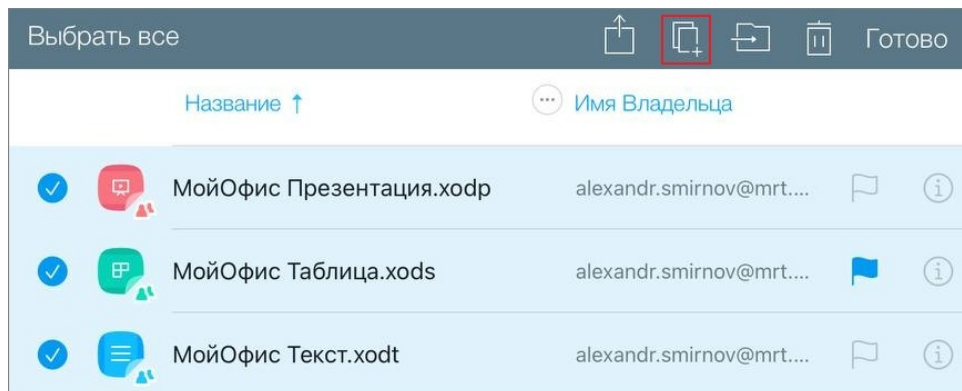 Выбрать все Готово
Название ↑ Имя Владельца
МойОфис Презентация.xodp alexandr.smirnov@mrt....
МойОфис Таблица.xods alexandr.smirnov@mrt....
МойОфис Текст.xodt alexandr.smirnov@mrt....